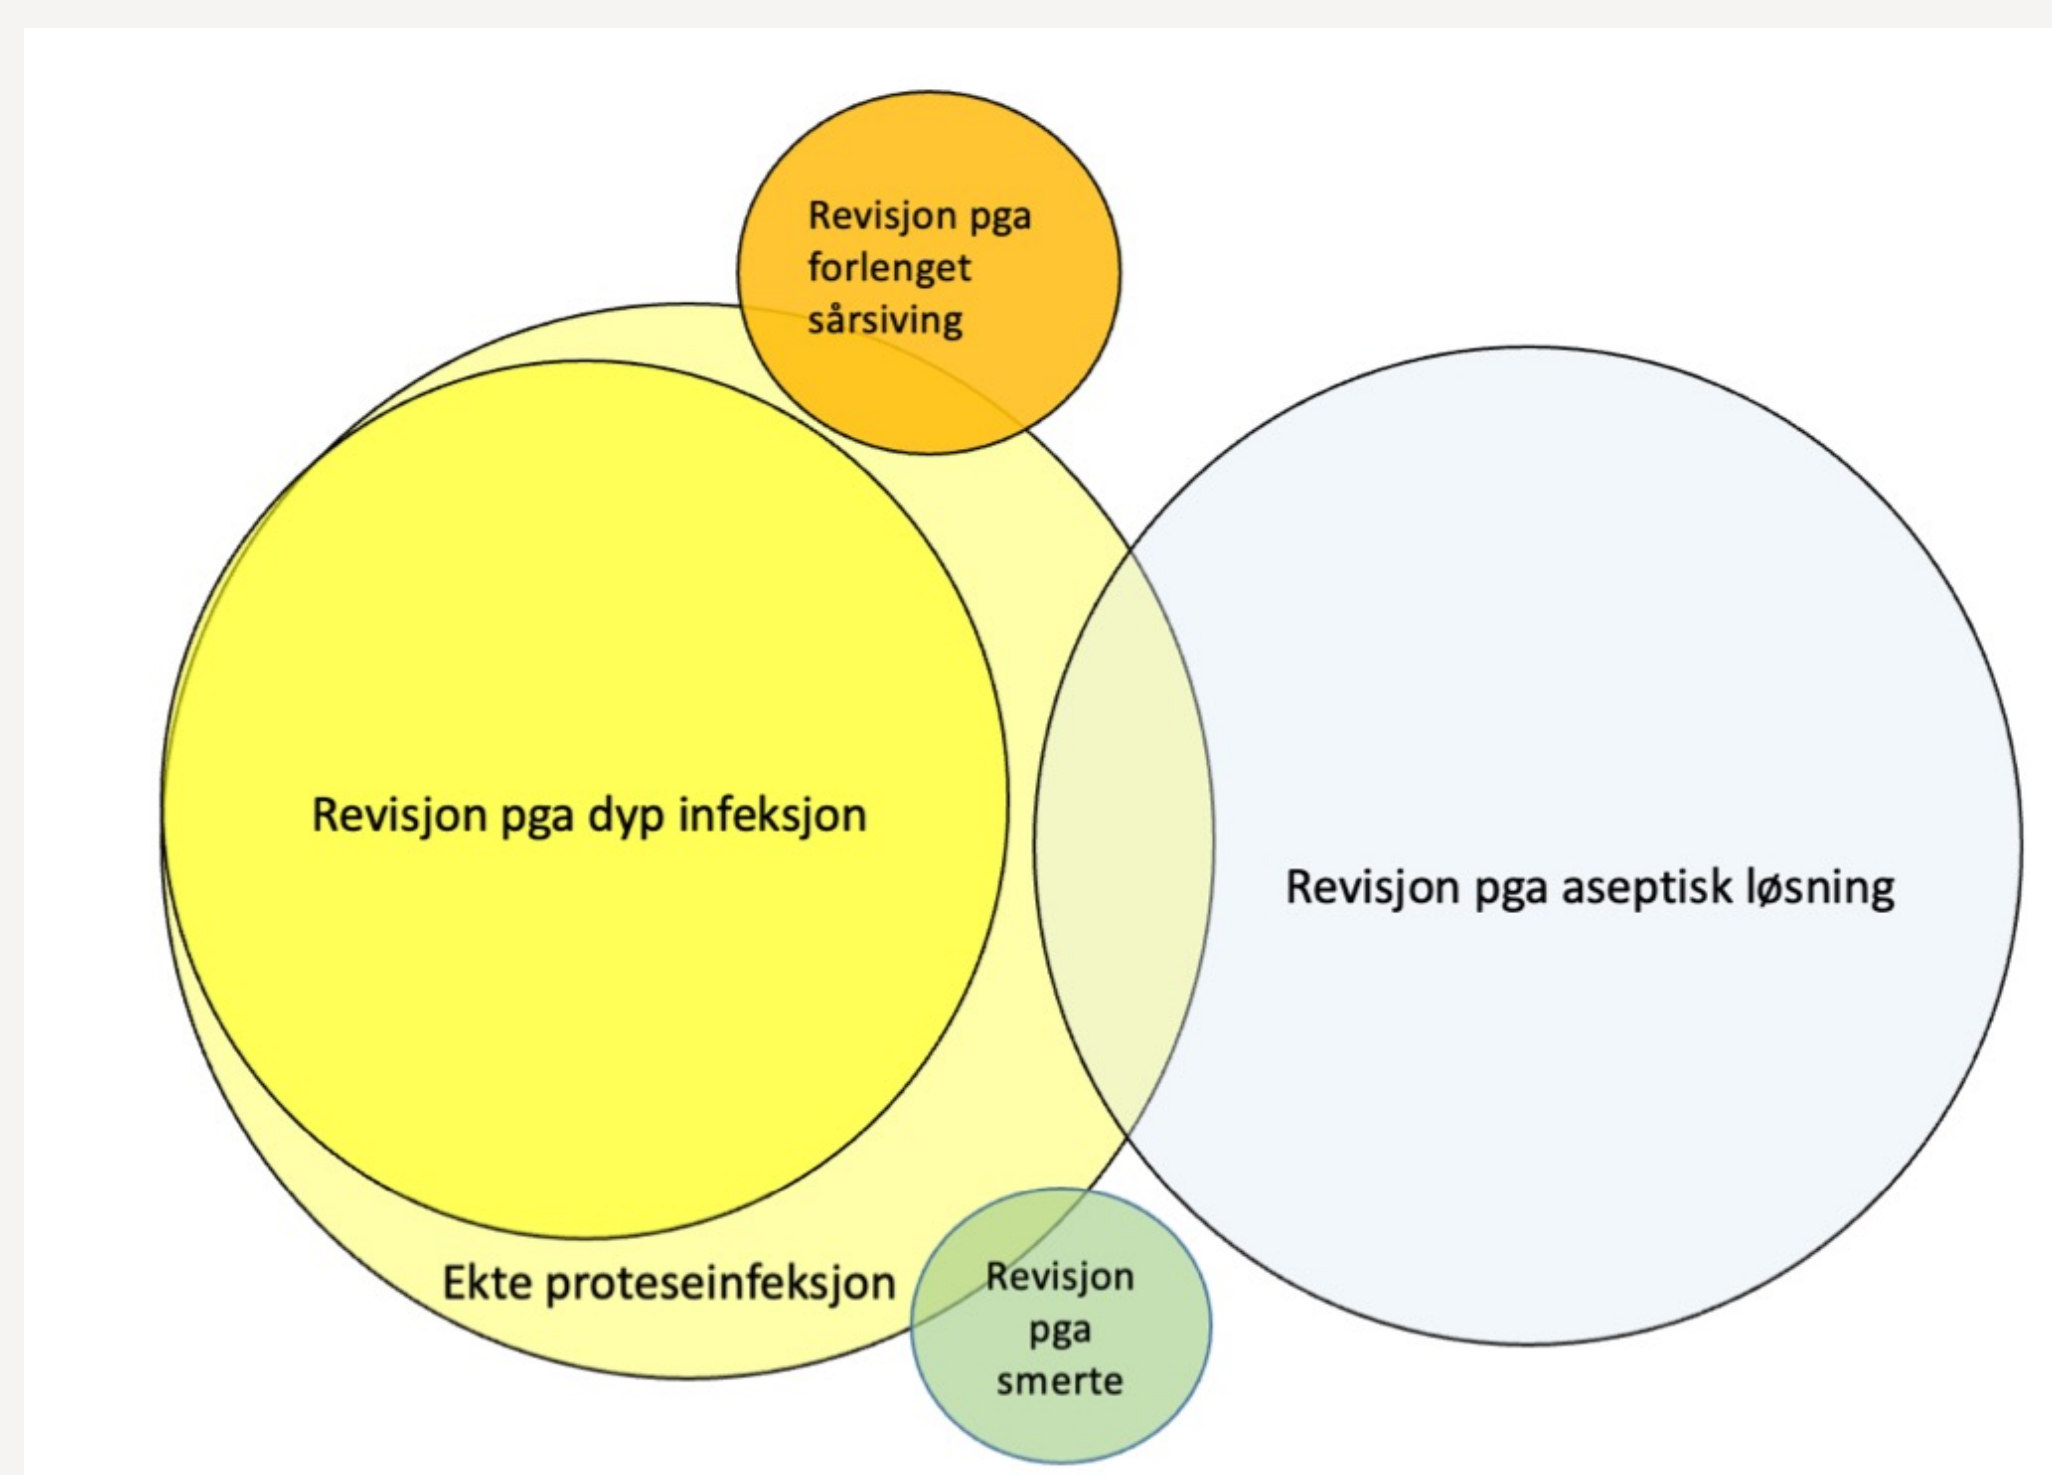 Revisjon pga
forlenget
sårsiving
Revisjon pga dyp infeksjon
Revisjon pga aseptisk løsning
Ekte proteseinfeksjon
Revisjon
pga
smerte